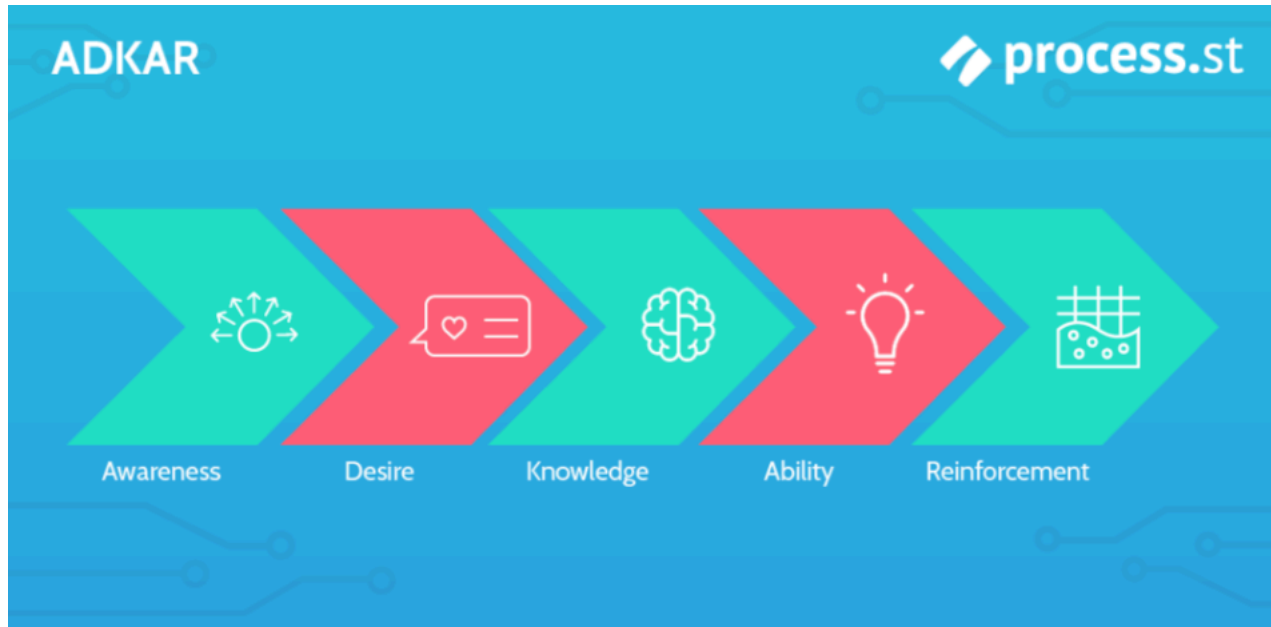 ADKAR
process.st
Awareness
Desire
Knowledge
Ability
Reinforcement